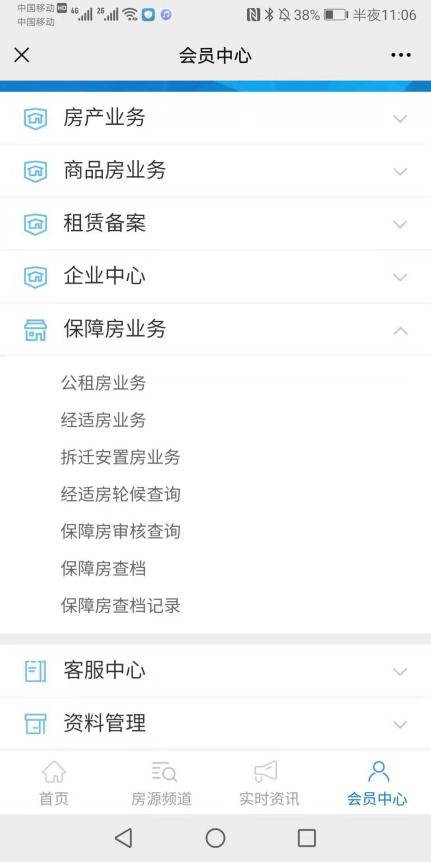 中国移动 HD 4G 2G 38% 半夜11:06
中国移动
会员中心
房产业务
商品房业务
租赁备案
企业中心
保障房业务
公租房业务
经适房业务
拆迁安置房业务
经适房轮候查询
保障房审核查询
保障房查档
保障房查档记录
客服中心
资料管理
首页 房源频道 实时资讯 会员中心